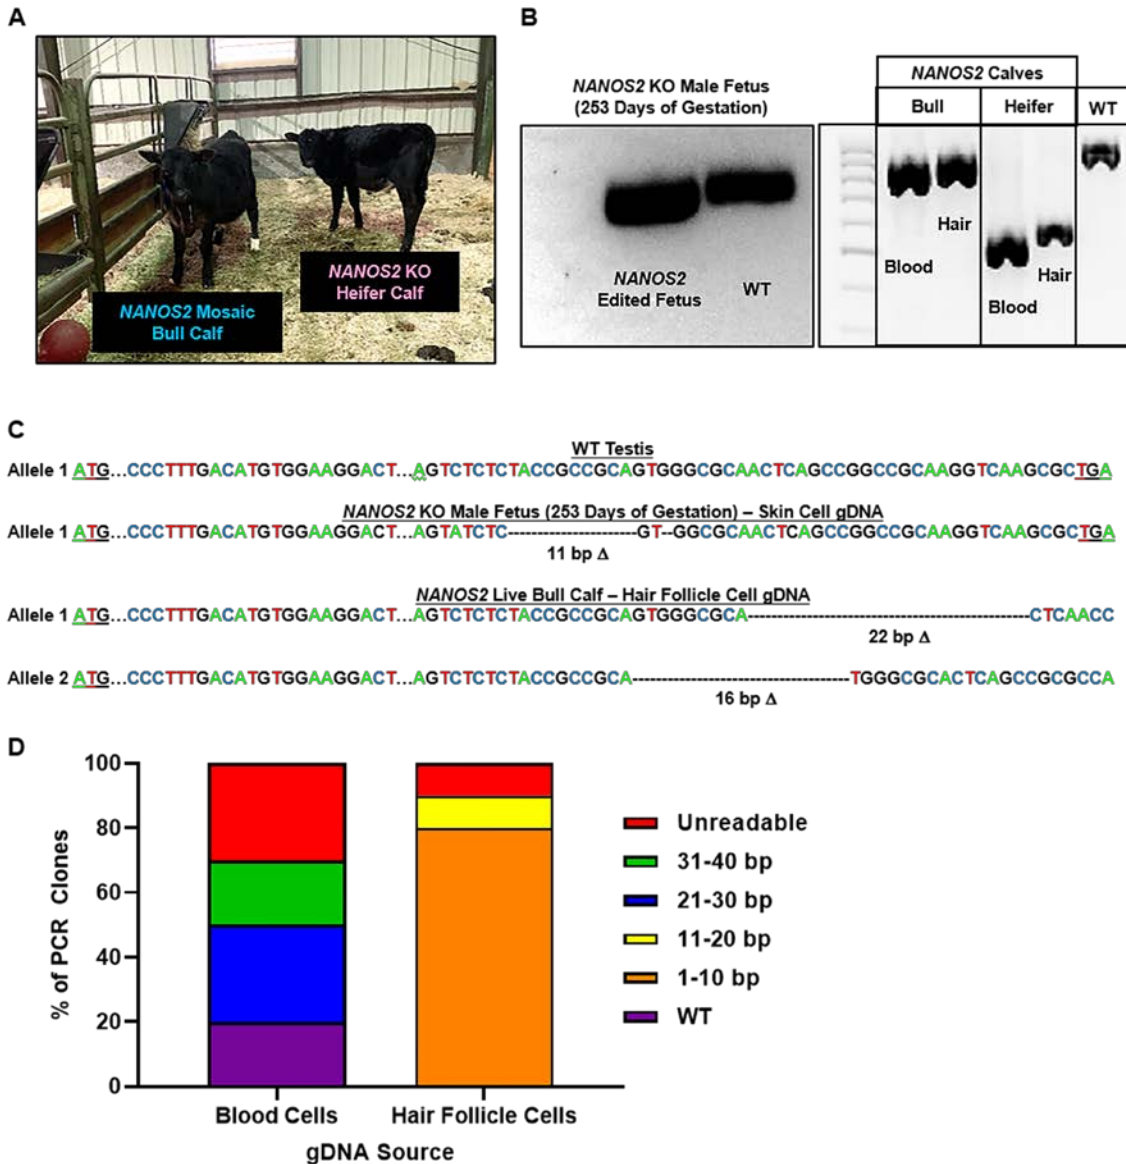 A
NANOS2 KO
Heifer Calf
NANOS2 Mosaic
Bull Calf
B
NANOS2 KO Male Fetus
(253 Days of Gestation)
NANOS2
Edited Fetus
WT
NANOS2 Calves
Bull
Heifer
WT
Blood
Hair
Blood
Hair
C
WT Testis
Allele 1 ATG...CCCTTTGACATGTGGAAGGACT...AGTCTCTCTACCGCCGCAGTGGGCGCAACTCAGCCGGCCGCAAGGTCAAGCGCTGA
NANOS2 KO Male Fetus (253 Days of Gestation) – Skin Cell gDNA
Allele 1 ATG...CCCTTTGACATGTGGAAGGACT...AGTATCTC---------------------GT--GGCGCAACTCAGCCGGCCGCAAGGTCAAGCGCTGA
11 bp Δ
NANOS2 Live Bull Calf – Hair Follicle Cell gDNA
Allele 1 ATG...CCCTTTGACATGTGGAAGGACT...AGTCTCTCTACCGCCGCAGTGGGCGCA----------------------------------------------CTCAACC
22 bp Δ
Allele 2 ATG...CCCTTTGACATGTGGAAGGACT...AGTCTCTCTACCGCCGCA-----------------------------------TGGGCGCACTCAGCCGCGCCA
16 bp Δ
D
% of PCR Clones
100
80
60
40
20
0
Blood Cells
Hair Follicle Cells
gDNA Source
Unreadable
31-40 bp
21-30 bp
11-20 bp
1-10 bp
WT